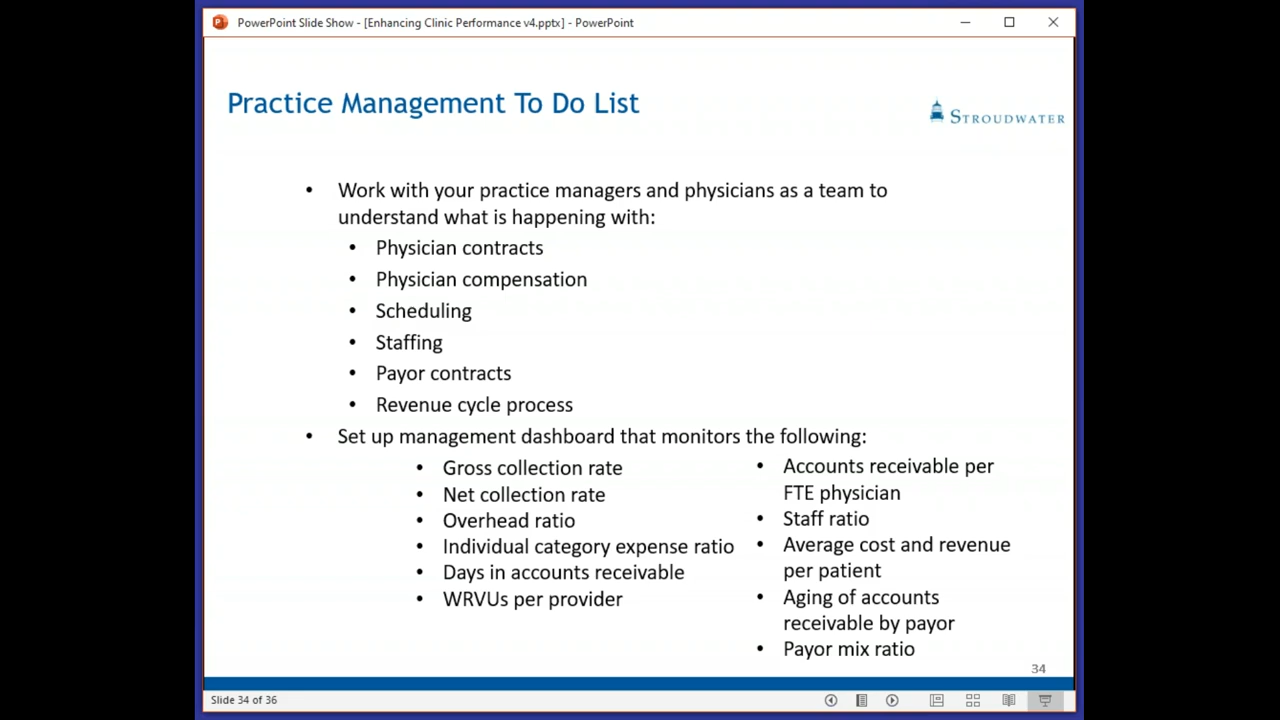 PowerPoint Slide Show - [Enhancing Clinic Performance v4.pptx] - PowerPoint
Practice Management To Do List
STROUDWATER
• Work with your practice managers and physicians as a team to
understand what is happening with:
• Physician contracts
• Physician compensation
• Scheduling
• Staffing
• Payor contracts
• Revenue cycle process
• Set up management dashboard that monitors the following:
• Gross collection rate
• Net collection rate
• Overhead ratio
• Individual category expense ratio
• Days in accounts receivable
• WRVUs per provider
• Accounts receivable per
FTE physician
• Staff ratio
• Average cost and revenue
per patient
• Aging of accounts
receivable by payor
• Payor mix ratio
34
Slide 34 of 36